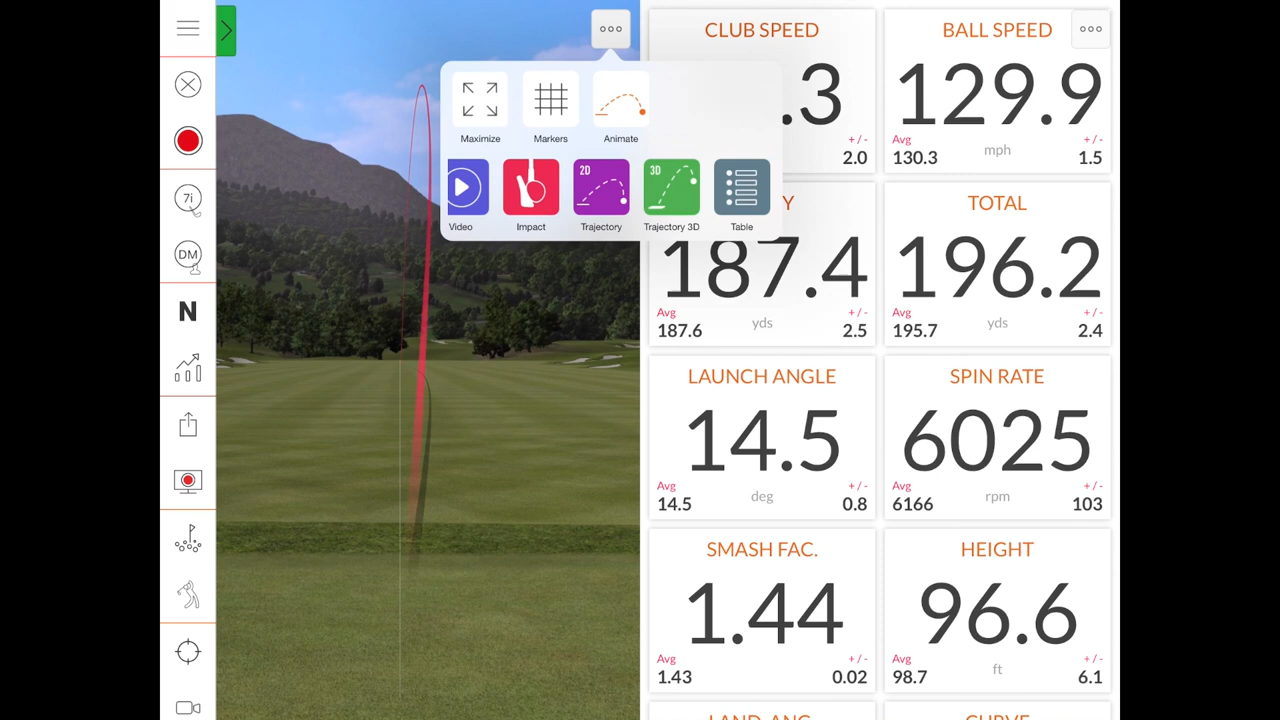 7i
DM
N
Maximize
Markers
Animate
Video
Impact
2D
Trajectory
3D
Trajectory 3D
Table
CLUB SPEED
.3
+ / -
2.0
BALL SPEED
129.9
Avg
130.3
mph
+ / -
1.5
Y
187.4
Avg
187.6
yds
+ / -
2.5
TOTAL
196.2
Avg
195.7
yds
+ / -
2.4
LAUNCH ANGLE
14.5
Avg
14.5
deg
+ / -
0.8
SPIN RATE
6025
Avg
6166
rpm
+ / -
103
SMASH FAC.
1.44
Avg
1.43
+ / -
0.02
HEIGHT
96.6
Avg
98.7
ft
+ / -
6.1
LAND. ANG.
CURVE